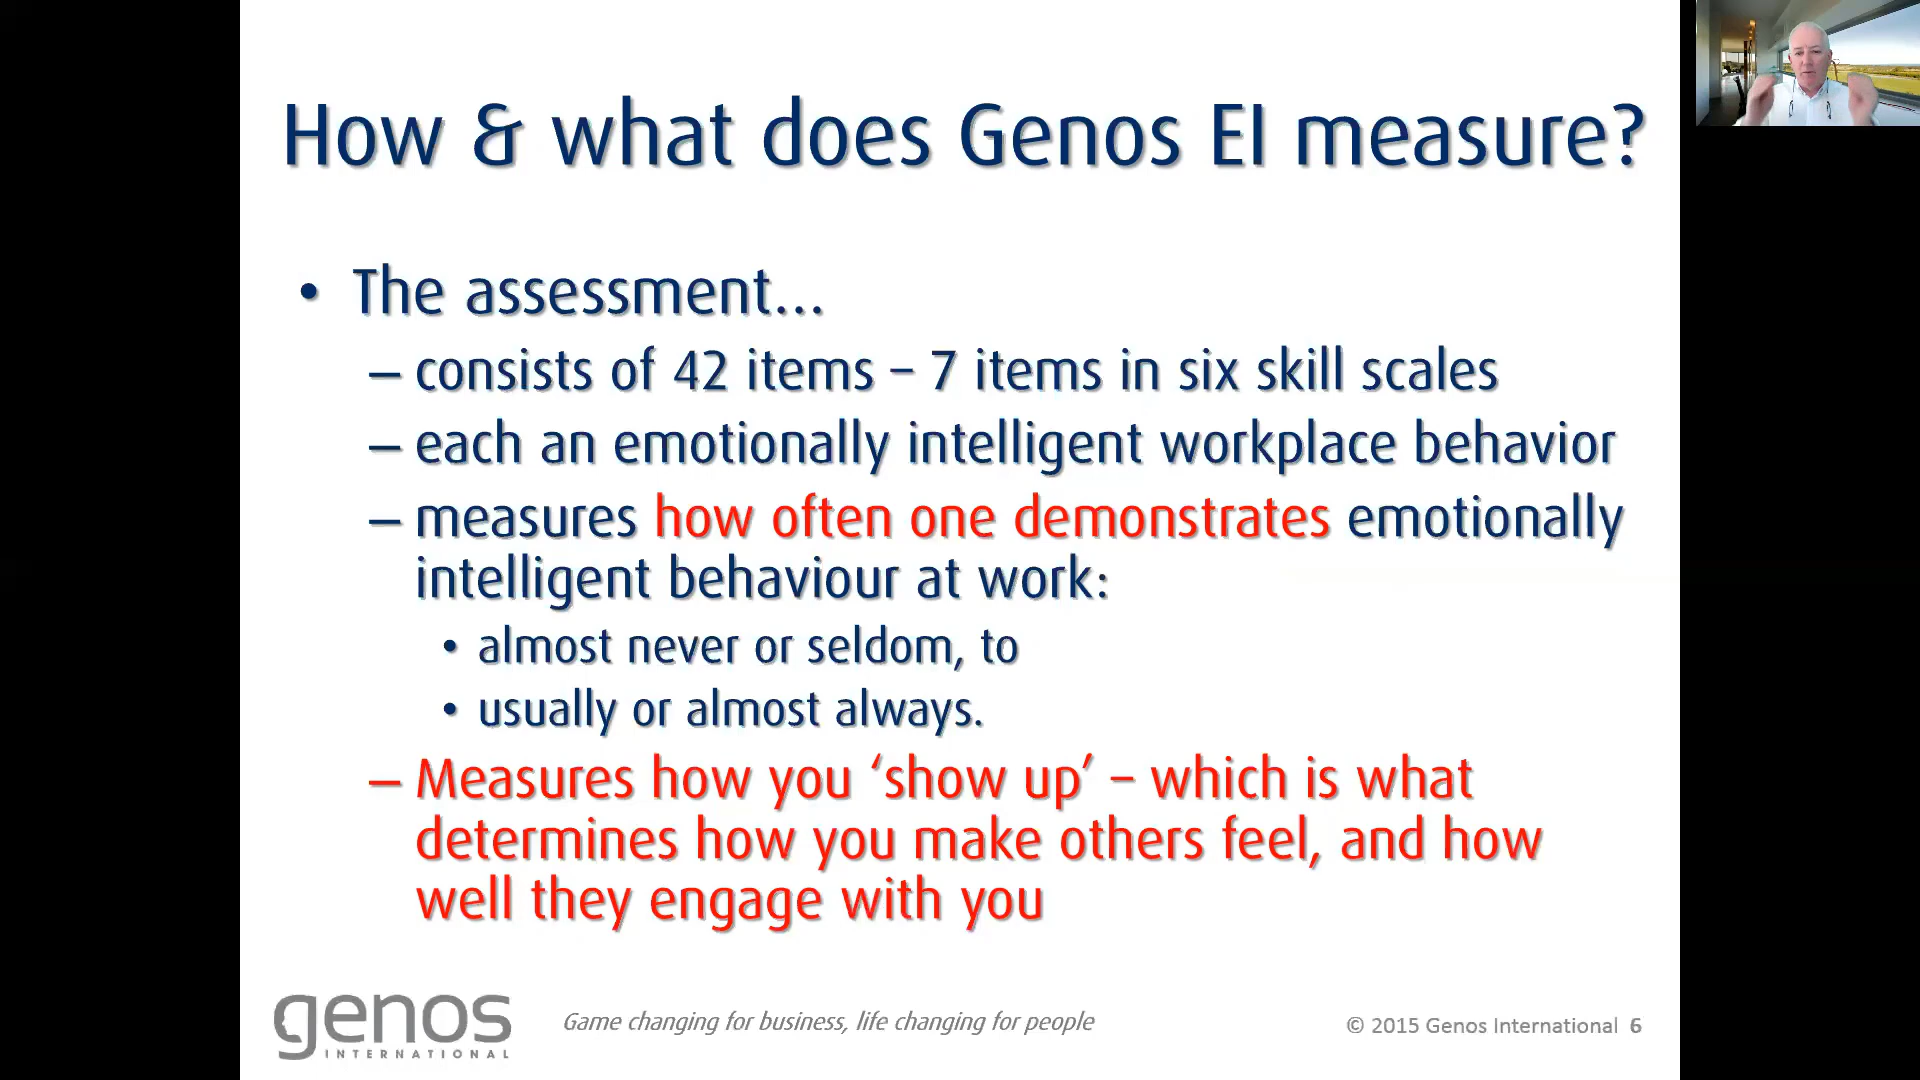 How & what does Genos EI measure?
• The assessment...
– consists of 42 items – 7 items in six skill scales
– each an emotionally intelligent workplace behavior
– measures how often one demonstrates emotionally
intelligent behaviour at work:
• almost never or seldom, to
• usually or almost always.
– Measures how you ‘show up’ – which is what
determines how you make others feel, and how
well they engage with you
genos
INTERNATIONAL
Game changing for business, life changing for people
© 2015 Genos International 6